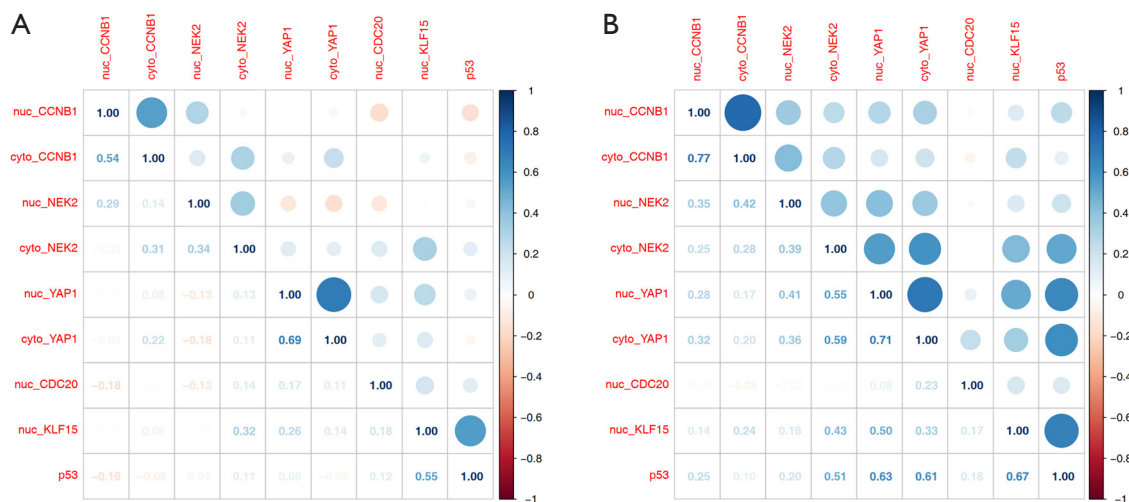 A
nuc_CCNB1 cyto_CCNB1 nuc_NEK2 cyto_NEK2 nuc_YAP1 cyto_YAP1 nuc_CDC20 nuc_KLF15 p53
nuc_CCNB1 1.00
cyto_CCNB1 0.54 1.00
nuc_NEK2 0.29 0.14 1.00
cyto_NEK2 0.31 0.34 1.00
nuc_YAP1 0.08 −0.13 0.13 1.00
cyto_YAP1 0.22 −0.16 0.11 0.69 1.00
nuc_CDC20 −0.18 −0.13 0.14 0.17 0.11 1.00
nuc_KLF15 0.06 0.32 0.26 0.14 0.18 1.00
p53 −0.16 −0.08 0.04 0.11 0.08 −0.05 0.12 0.55 1.00
1
0.8
0.6
0.4
0.2
0
−0.2
−0.4
−0.6
−0.8
−1
B
nuc_CCNB1 cyto_CCNB1 nuc_NEK2 cyto_NEK2 nuc_YAP1 cyto_YAP1 nuc_CDC20 nuc_KLF15 p53
nuc_CCNB1 1.00
cyto_CCNB1 0.77 1.00
nuc_NEK2 0.35 0.42 1.00
cyto_NEK2 0.25 0.28 0.39 1.00
nuc_YAP1 0.28 0.17 0.41 0.55 1.00
cyto_YAP1 0.32 0.20 0.36 0.59 0.71 1.00
nuc_CDC20 0.08 0.23 1.00
nuc_KLF15 0.14 0.24 0.16 0.43 0.50 0.33 0.17 1.00
p53 0.25 0.10 0.20 0.51 0.63 0.61 0.16 0.67 1.00
1
0.8
0.6
0.4
0.2
0
−0.2
−0.4
−0.6
−0.8
−1